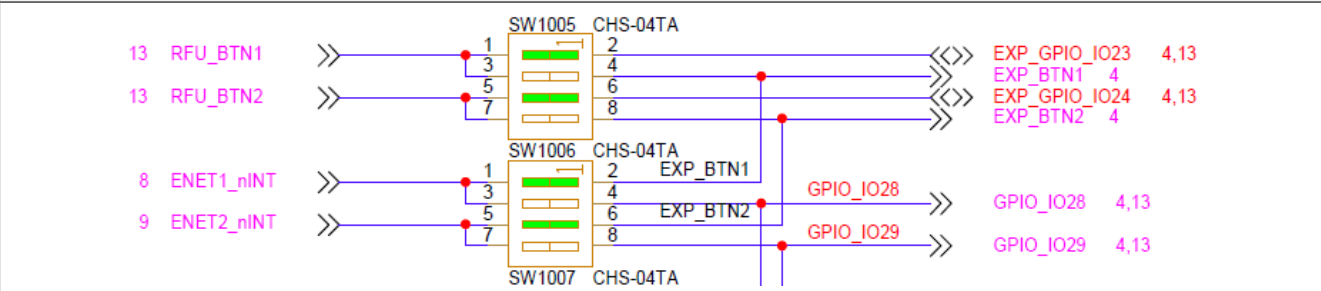 SW1005 CHS-04TA
13 RFU_BTN1 1 2 EXP_GPIO_IO23 4,13
3 4 EXP_BTN1 4
13 RFU_BTN2 5 6 EXP_GPIO_IO24 4,13
7 8 EXP_BTN2 4
SW1006 CHS-04TA
8 ENET1_nINT 1 2 EXP_BTN1
3 4 GPIO_IO28 GPIO_IO28 4,13
9 ENET2_nINT 5 6 EXP_BTN2
7 8 GPIO_IO29 GPIO_IO29 4,13
SW1007 CHS-04TA